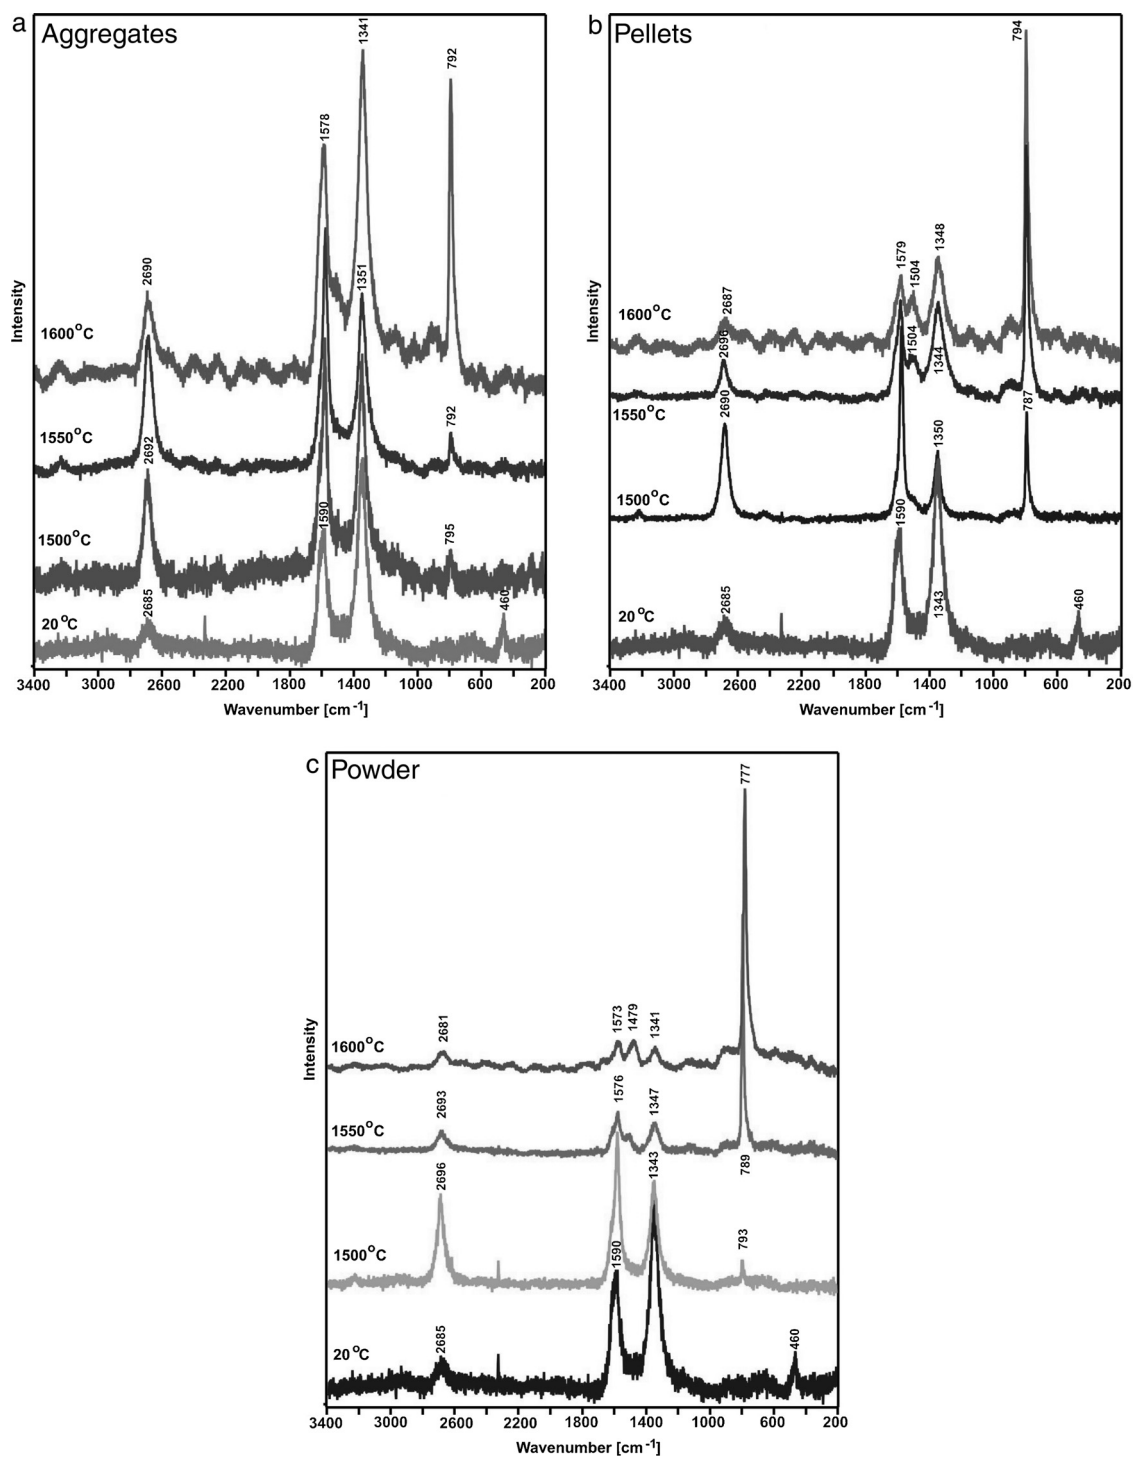 a Aggregates
1341
792
1578
2690
1351
1600°C
1550°C
792
2692
1500°C
1590
795
20°C
2685
460
Intensity
3400 3000 2600 2200 1800 1400 1000 600 200
Wavenumber [cm-1]
b Pellets
794
1579
1504
1348
2687
1600°C
2696
1504
1344
1550°C
2690
787
1350
1500°C
1590
20°C
2685
1343
460
Intensity
3400 3000 2600 2200 1800 1400 1000 600 200
Wavenumber [cm-1]
c Powder
777
2681
1573
1479
1341
1600°C
1576
2693
1347
1550°C
789
2696
1343
1500°C
1590
793
20°C
2685
460
Intensity
3400 3000 2600 2200 1800 1400 1000 600 200
Wavenumber [cm-1]